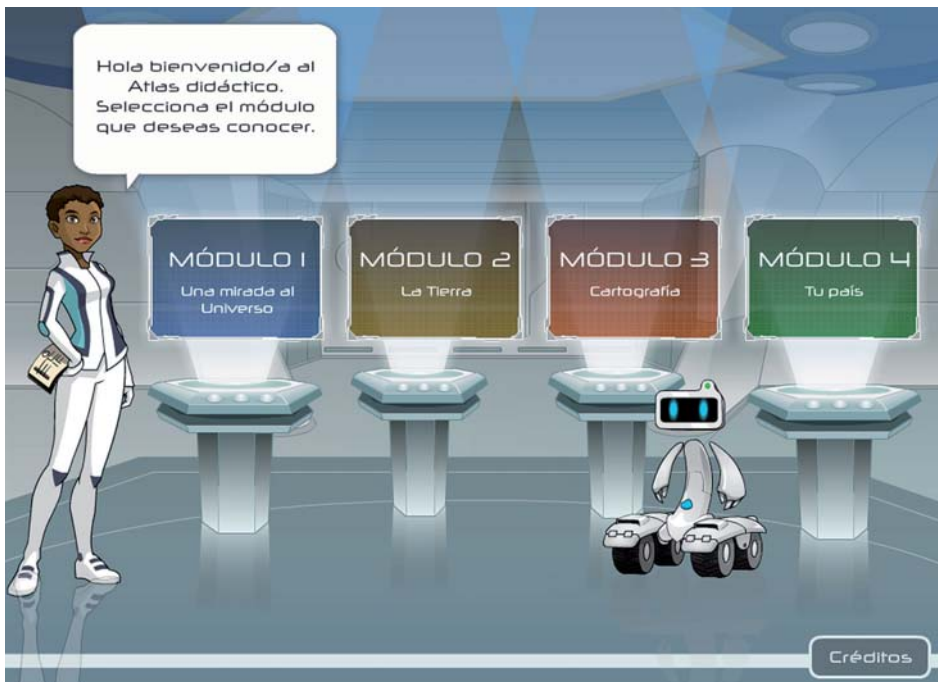 Hola bienvenido/a al
Atlas didáctico.
Selecciona el módulo
que deseas conocer.
MÓDULO 1
Una mirada al
Universo
MÓDULO 2
La Tierra
MÓDULO 3
Cartografía
MÓDULO 4
Tu país
Créditos